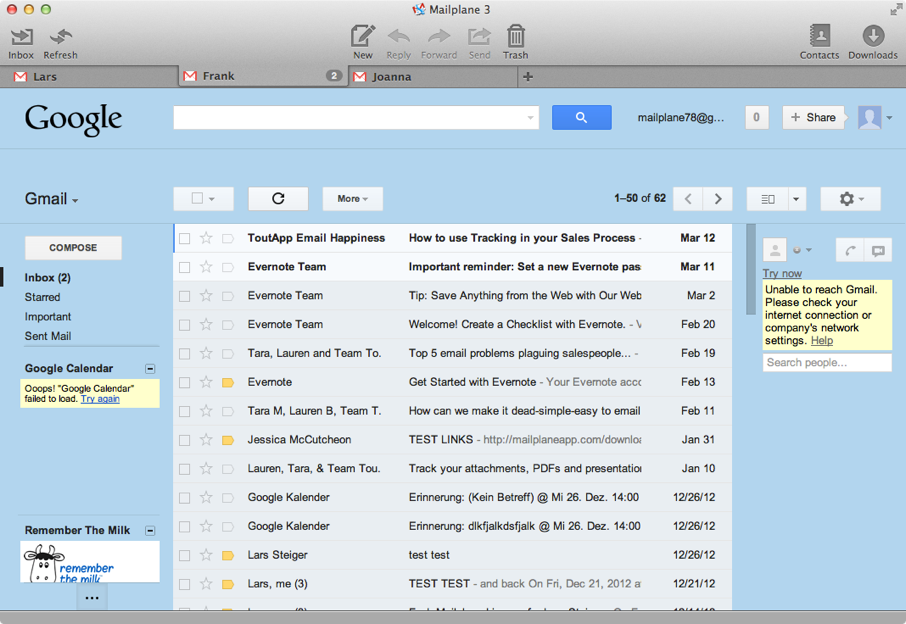 Mailplane 3
Inbox Refresh New Reply Forward Send Trash Contacts Downloads
Lars Frank 2 Joanna +
Google mailplane78@g... 0 + Share
Gmail More 1–50 of 62
COMPOSE
Inbox (2)
Starred
Important
Sent Mail
Google Calendar
Ooops! "Google Calendar"
failed to load. Try again
Remember The Milk
remember
the milk
...
ToutApp Email Happiness How to use Tracking in your Sales Process - Mar 12
Evernote Team Important reminder: Set a new Evernote pas Mar 11
Evernote Team Tip: Save Anything from the Web with Our Web Mar 2
Evernote Team Welcome! Create a Checklist with Evernote. - Feb 20
Tara, Lauren and Team To. Top 5 email problems plaguing salespeople... - Feb 19
Evernote Get Started with Evernote - Your Evernote acco Feb 13
Tara M, Lauren B, Team T. How can we make it dead-simple-easy to email Feb 11
Jessica McCutcheon TEST LINKS - http://mailplaneapp.com/downloa Jan 31
Lauren, Tara, & Team Tou. Track your attachments, PDFs and presentation Jan 10
Google Kalender Erinnerung: (Kein Betreff) @ Mi 26. Dez. 14:00 12/26/12
Google Kalender Erinnerung: dlkfjalkdsfjalk @ Mi 26. Dez. 14:00 12/26/12
Lars Steiger test test 12/26/12
Lars, me (3) TEST TEST - and back On Fri, Dec 21, 2012 a 12/21/12
Try now
Unable to reach Gmail.
Please check your
internet connection or
company's network
settings. Help
Search people...